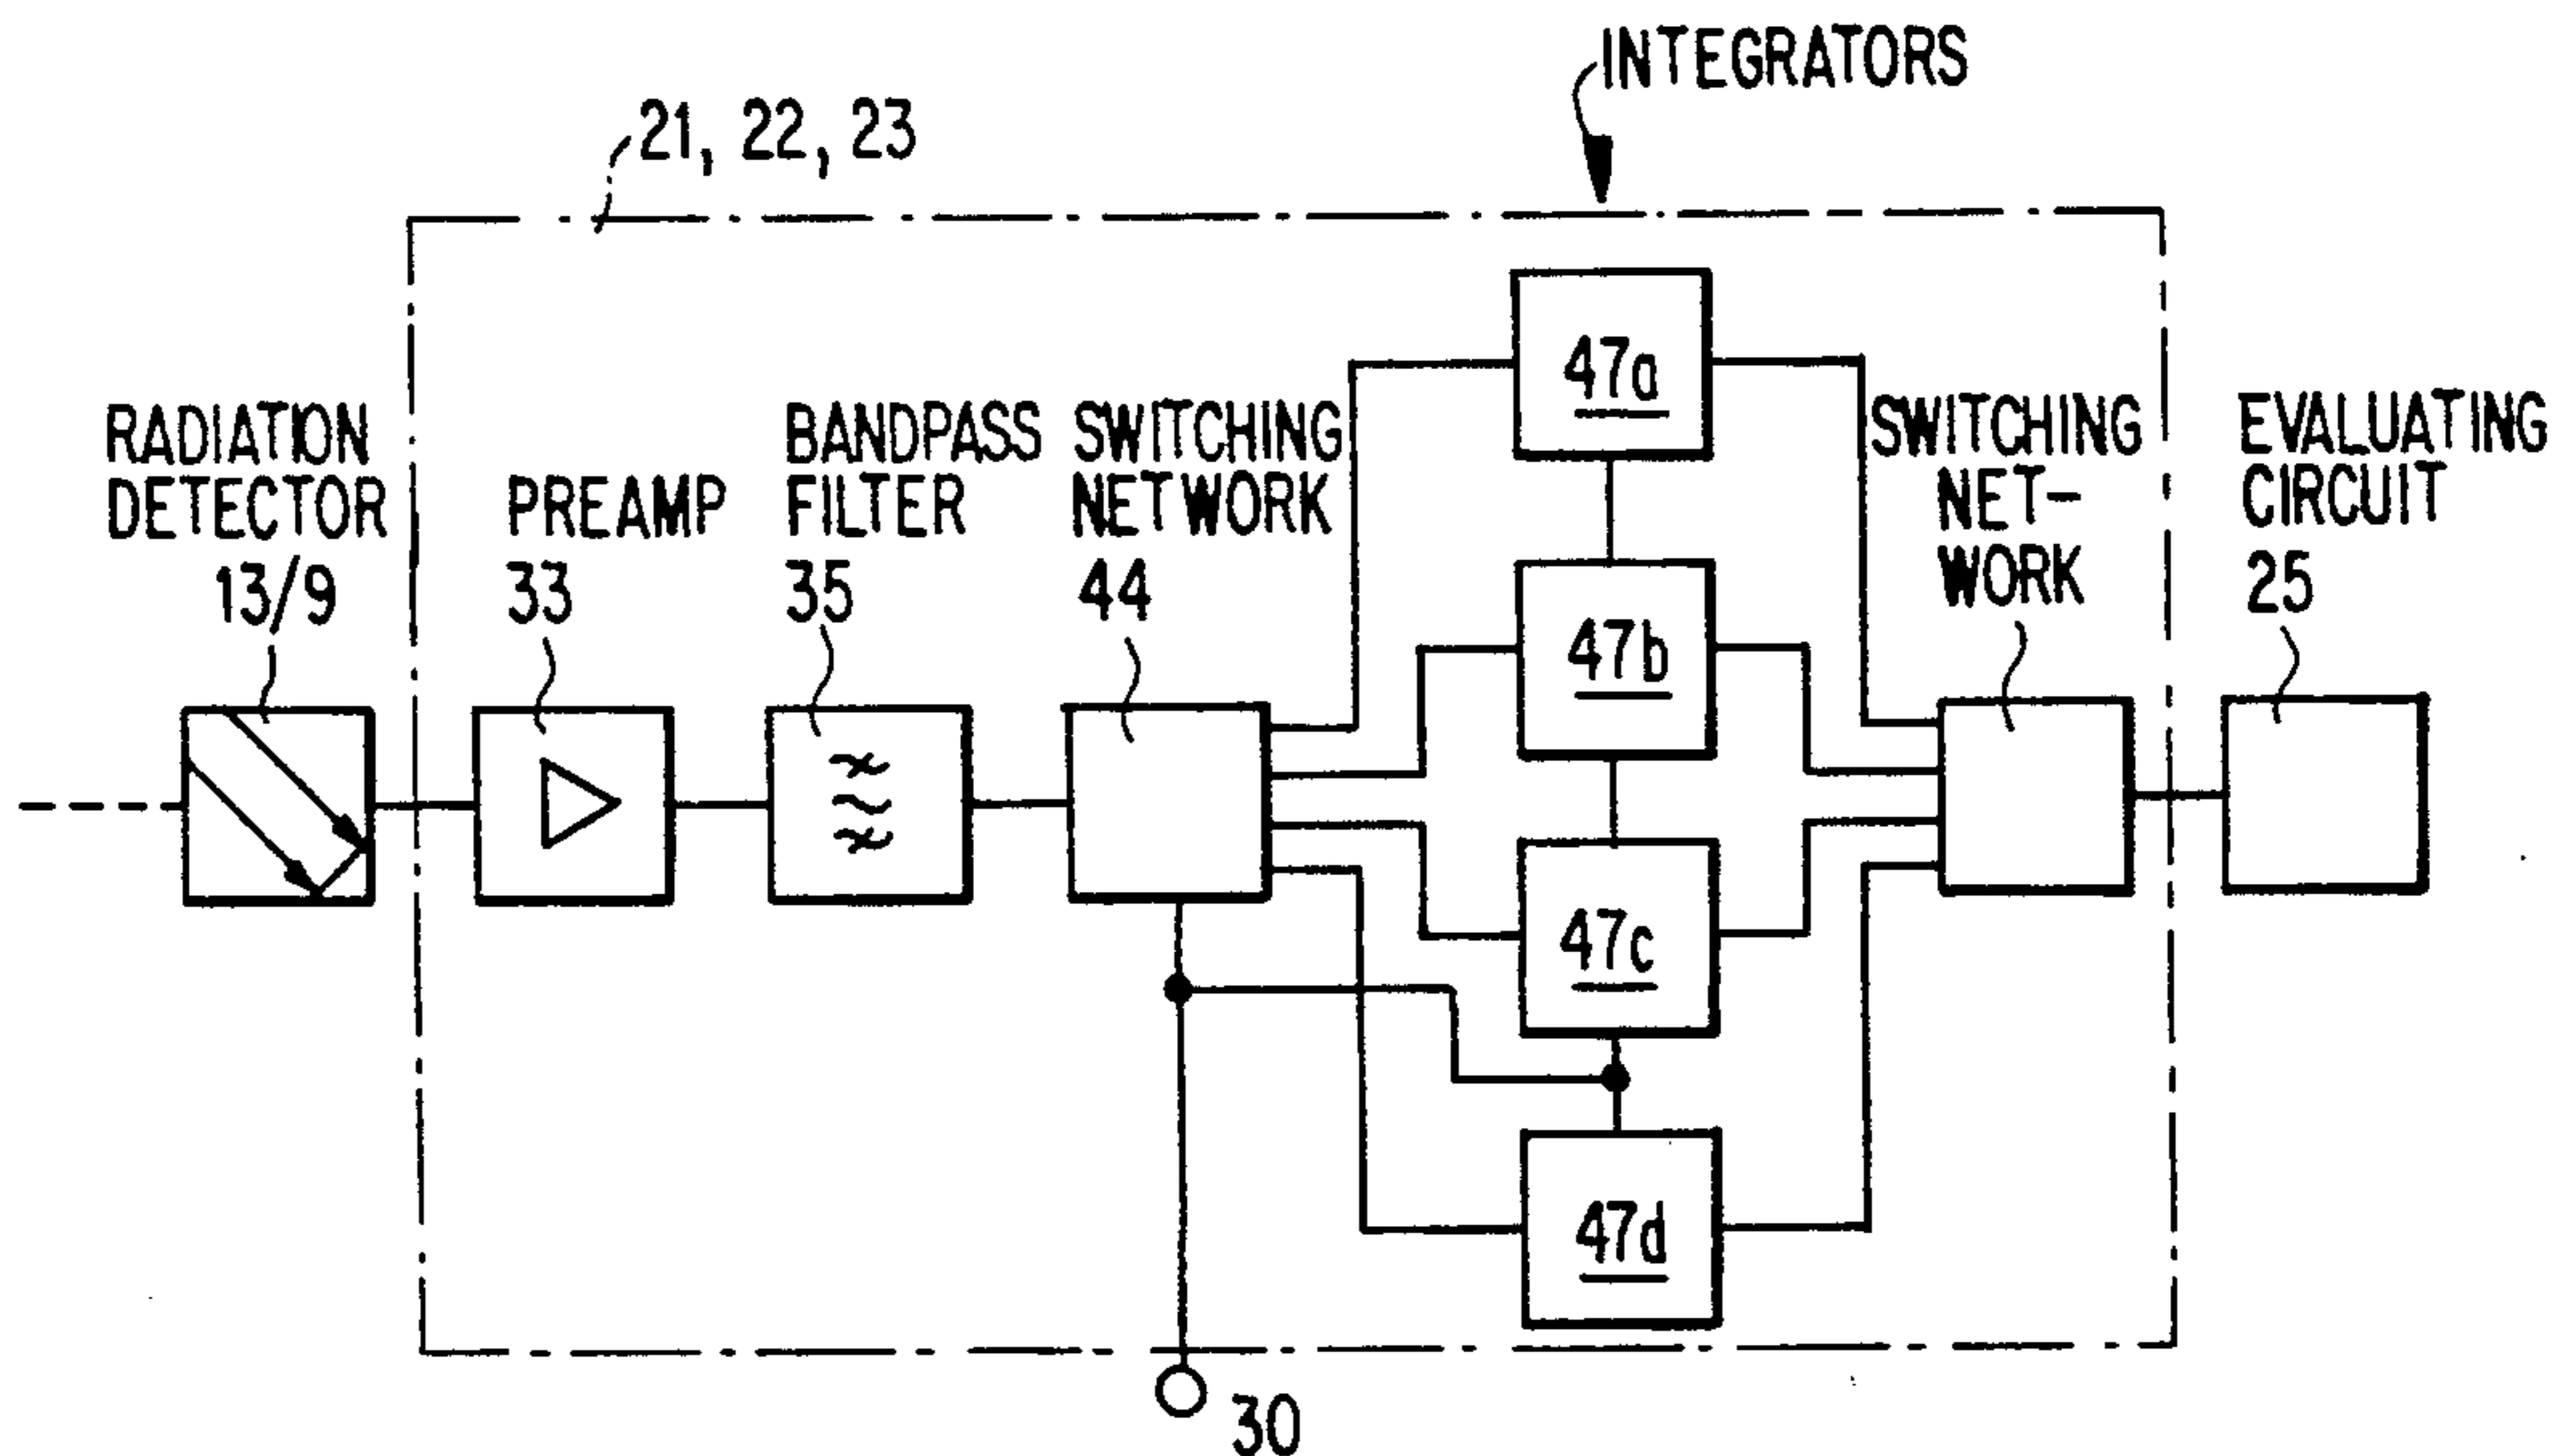 INTEGRATORS
21, 22, 23
RADIATION
DETECTOR
13/9
PREAMP
33
BANDPASS
FILTER
35
SWITCHING
NETWORK
44
47a
47b
47c
47d
SWITCHING
NET-
WORK
EVALUATING
CIRCUIT
25
30